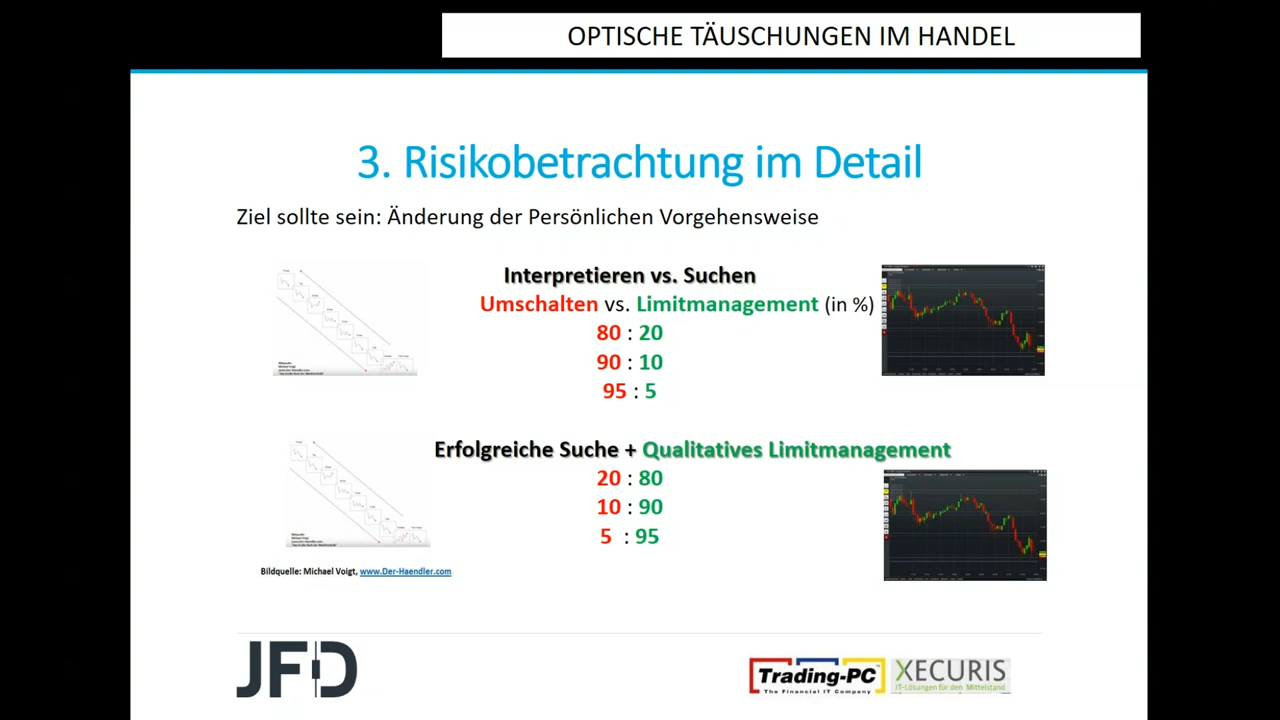 OPTISCHE TÄUSCHUNGEN IM HANDEL
3. Risikobetrachtung im Detail
Ziel sollte sein: Änderung der Persönlichen Vorgehensweise
Interpretieren vs. Suchen
Umschalten vs. Limitmanagement (in %)
80 : 20
90 : 10
95 : 5
Erfolgreiche Suche + Qualitatives Limitmanagement
20 : 80
10 : 90
5 : 95
Bildquelle: Michael Voigt, www.Der-Haendler.com
JFD
Trading-PC
The Financial IT Company
XECURIS
IT-Lösungen für den Mittelstand